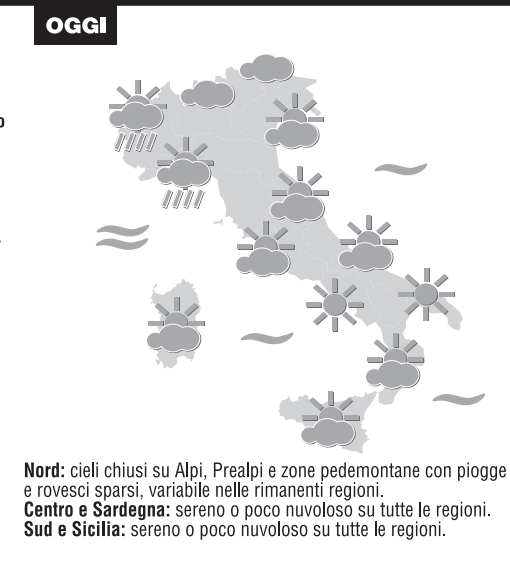 OGGI
Nord: cieli chiusi su Alpi, Prealpi e zone pedemontane con piogge
e rovesci sparsi, variabile nelle rimanenti regioni.
Centro e Sardegna: sereno o poco nuvoloso su tutte le regioni.
Sud e Sicilia: sereno o poco nuvoloso su tutte le regioni.